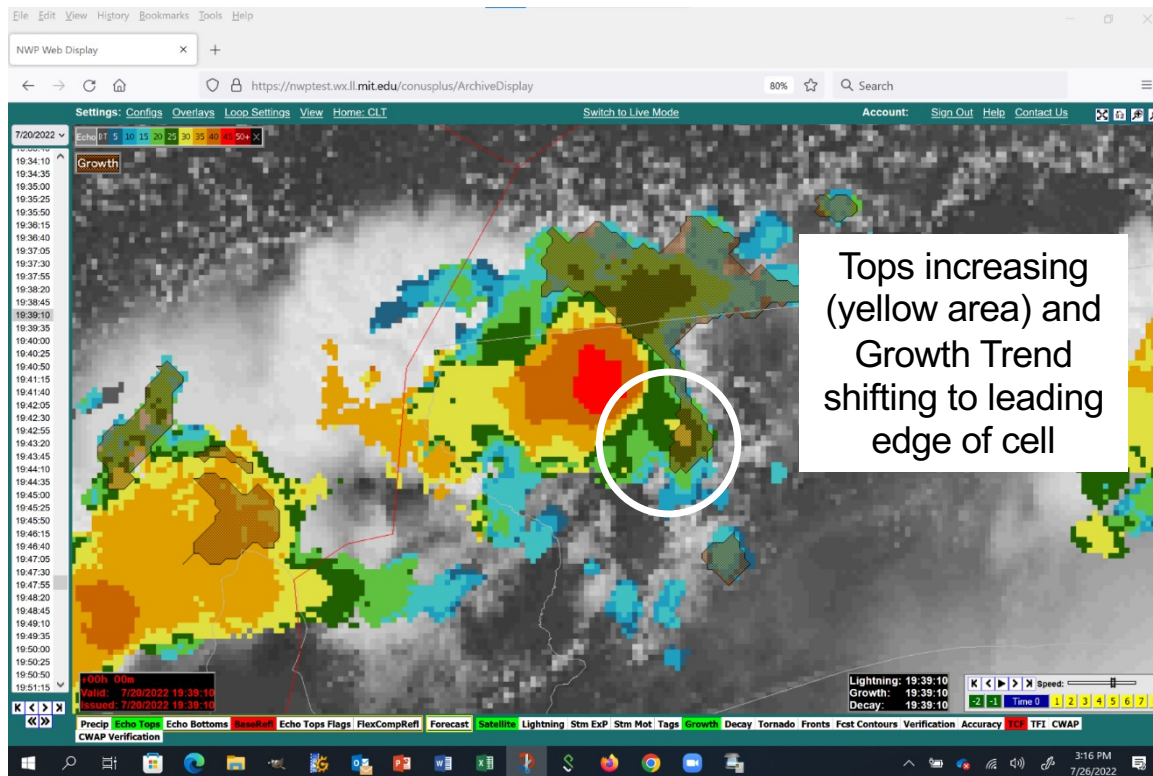 File Edit View History Bookmarks Tools Help
NWP Web Display × +
https://nwptest.wx.ll.mit.edu/conusplus/ArchiveDisplay 80% Search
Settings: Configs Overlays Loop Settings View Home: CLT Switch to Live Mode Account: Sign Out Help Contact Us
7/20/2022
Echo BT 5 10 15 20 25 30 35 40 45 50+ X
Growth
19:34:10
19:34:35
19:35:00
19:35:25
19:35:50
19:36:15
19:36:40
19:37:05
19:37:30
19:37:55
19:38:20
19:38:45
19:39:10
19:39:35
19:40:00
19:40:25
19:40:50
19:41:15
19:41:40
19:42:05
19:42:30
19:42:55
19:43:20
19:43:45
19:44:10
19:44:35
19:45:00
19:45:25
19:45:50
19:46:15
19:46:40
19:47:05
19:47:30
19:47:55
19:48:20
19:48:45
19:49:10
19:49:35
19:50:00
19:50:25
19:50:50
19:51:15
Tops increasing
(yellow area) and
Growth Trend
shifting to leading
edge of cell
+00h 00m
Valid: 7/20/2022 19:39:10
Issued: 7/20/2022 19:39:10
Lightning: 19:39:10
Growth: 19:39:10
Decay: 19:39:10
Speed:
-2 -1 Time 0 1 2 3 4 5 6 7
Precip Echo Tops Echo Bottoms BaseRefl Echo Tops Flags FlexCompRefl Forecast Satellite Lightning Stm ExP Stm Mot Tags Growth Decay Tornado Fronts Fcst Contours Verification Accuracy TCF TFI CWAP
CWAP Verification
3:16 PM
7/26/2022